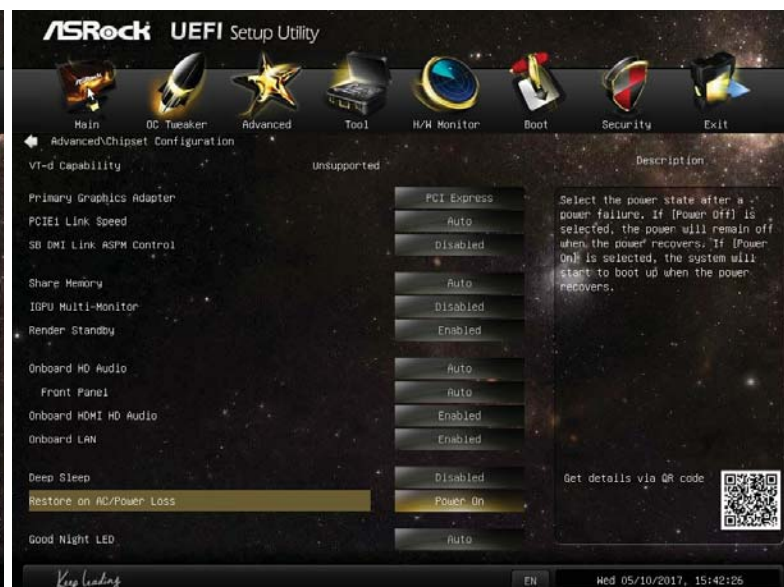 ASRock UEFI Setup Utility
Main OC Tweaker Advanced Tool H/W Monitor Boot Security Exit
Advanced\Chipset Configuration
Description
VT-d Capability Unsupported
Primary Graphics Adapter PCI Express
PCIE1 Link Speed Auto
SB DMI Link ASPM Control Disabled
Share Memory Auto
IGPU Multi-Monitor Disabled
Render Standby Enabled
Onboard HD Audio Auto
Front Panel Auto
Onboard HDMI HD Audio Enabled
Onboard LAN Enabled
Deep Sleep Disabled
Restore on AC/Power Loss Power On
Good Night LED Auto
Select the power state after a
power failure. If [Power Off] is
selected, the power will remain off
when the power recovers. If [Power
On] is selected, the system will
start to boot up when the power
recovers.
Get details via QR code
Keep Leading
EN
Wed 05/10/2017, 15:42:26